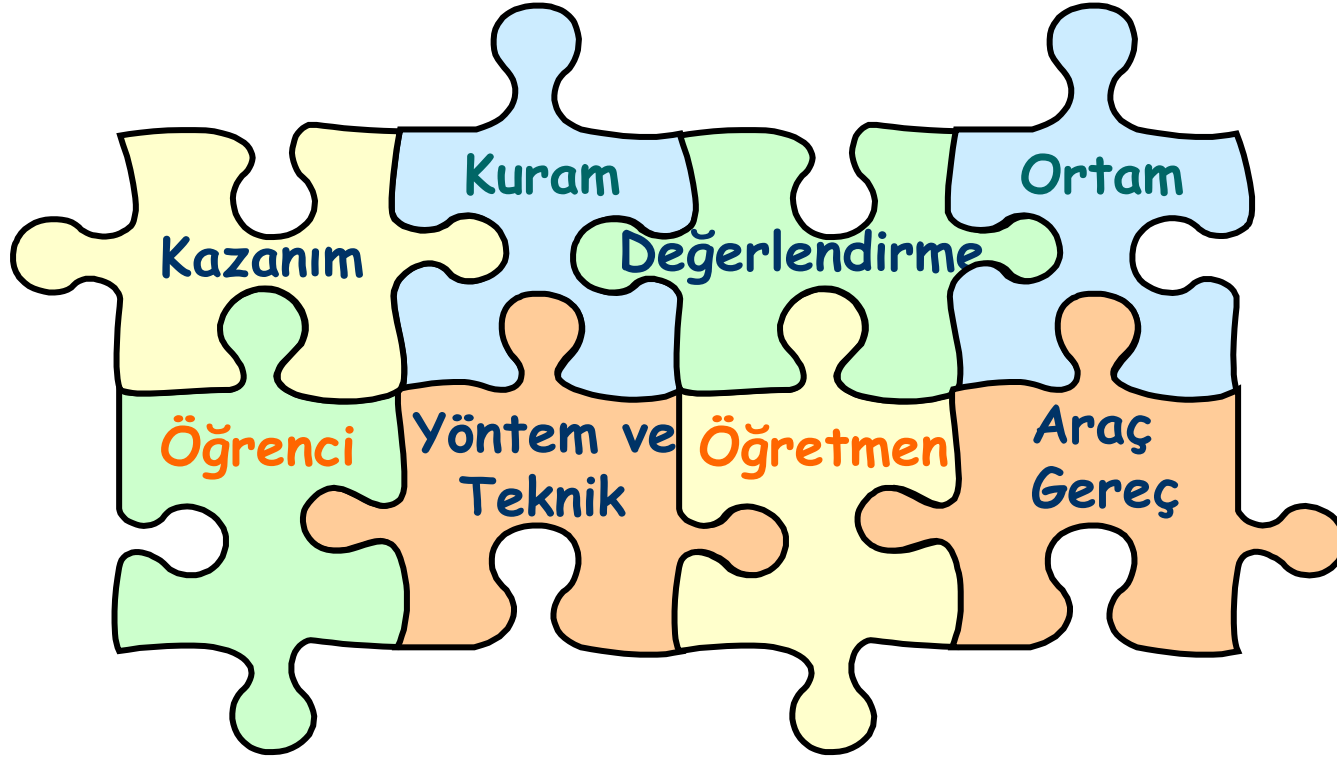 Kuram
Ortam
Kazanım
Değerlendirme
Öğrenci
Yöntem ve
Teknik
Öğretmen
Araç
Gereç